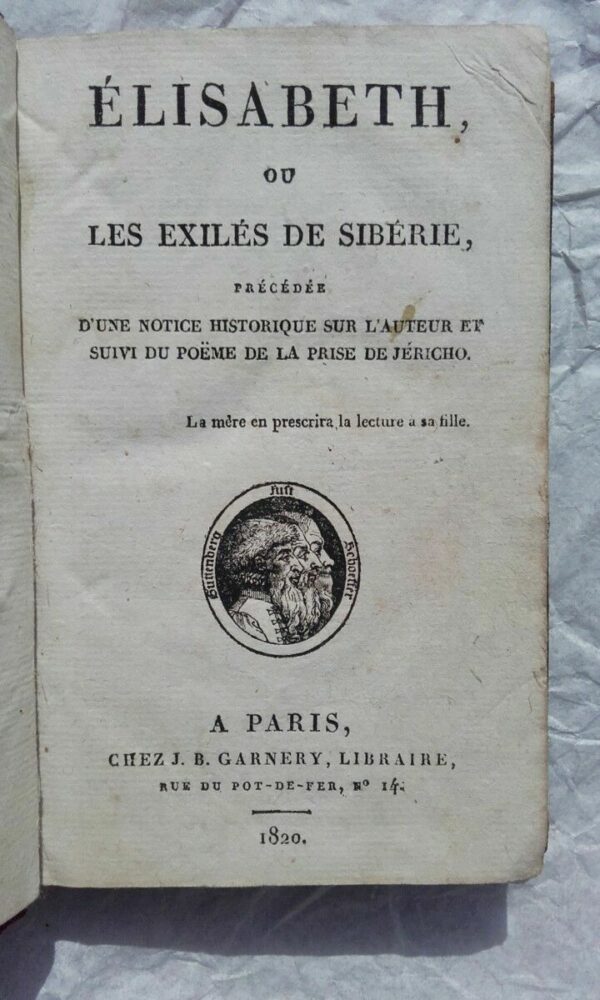 ÉLISABETH,
OU
LES EXILÉS DE SIBÉRIE,
PRÉCÉDÉE
D'UNE NOTICE HISTORIQUE SUR L'AUTEUR ET
SUIVI DU POËME DE LA PRISE DE JÉRICHO.
La mère en prescrira la lecture a sa fille.
Guttenberg
Fust
Schoeffer
A PARIS,
CHEZ J. B. GARNERY, LIBRAIRE,
RUE DU POT-DE-FER, Nº 14.
1820.